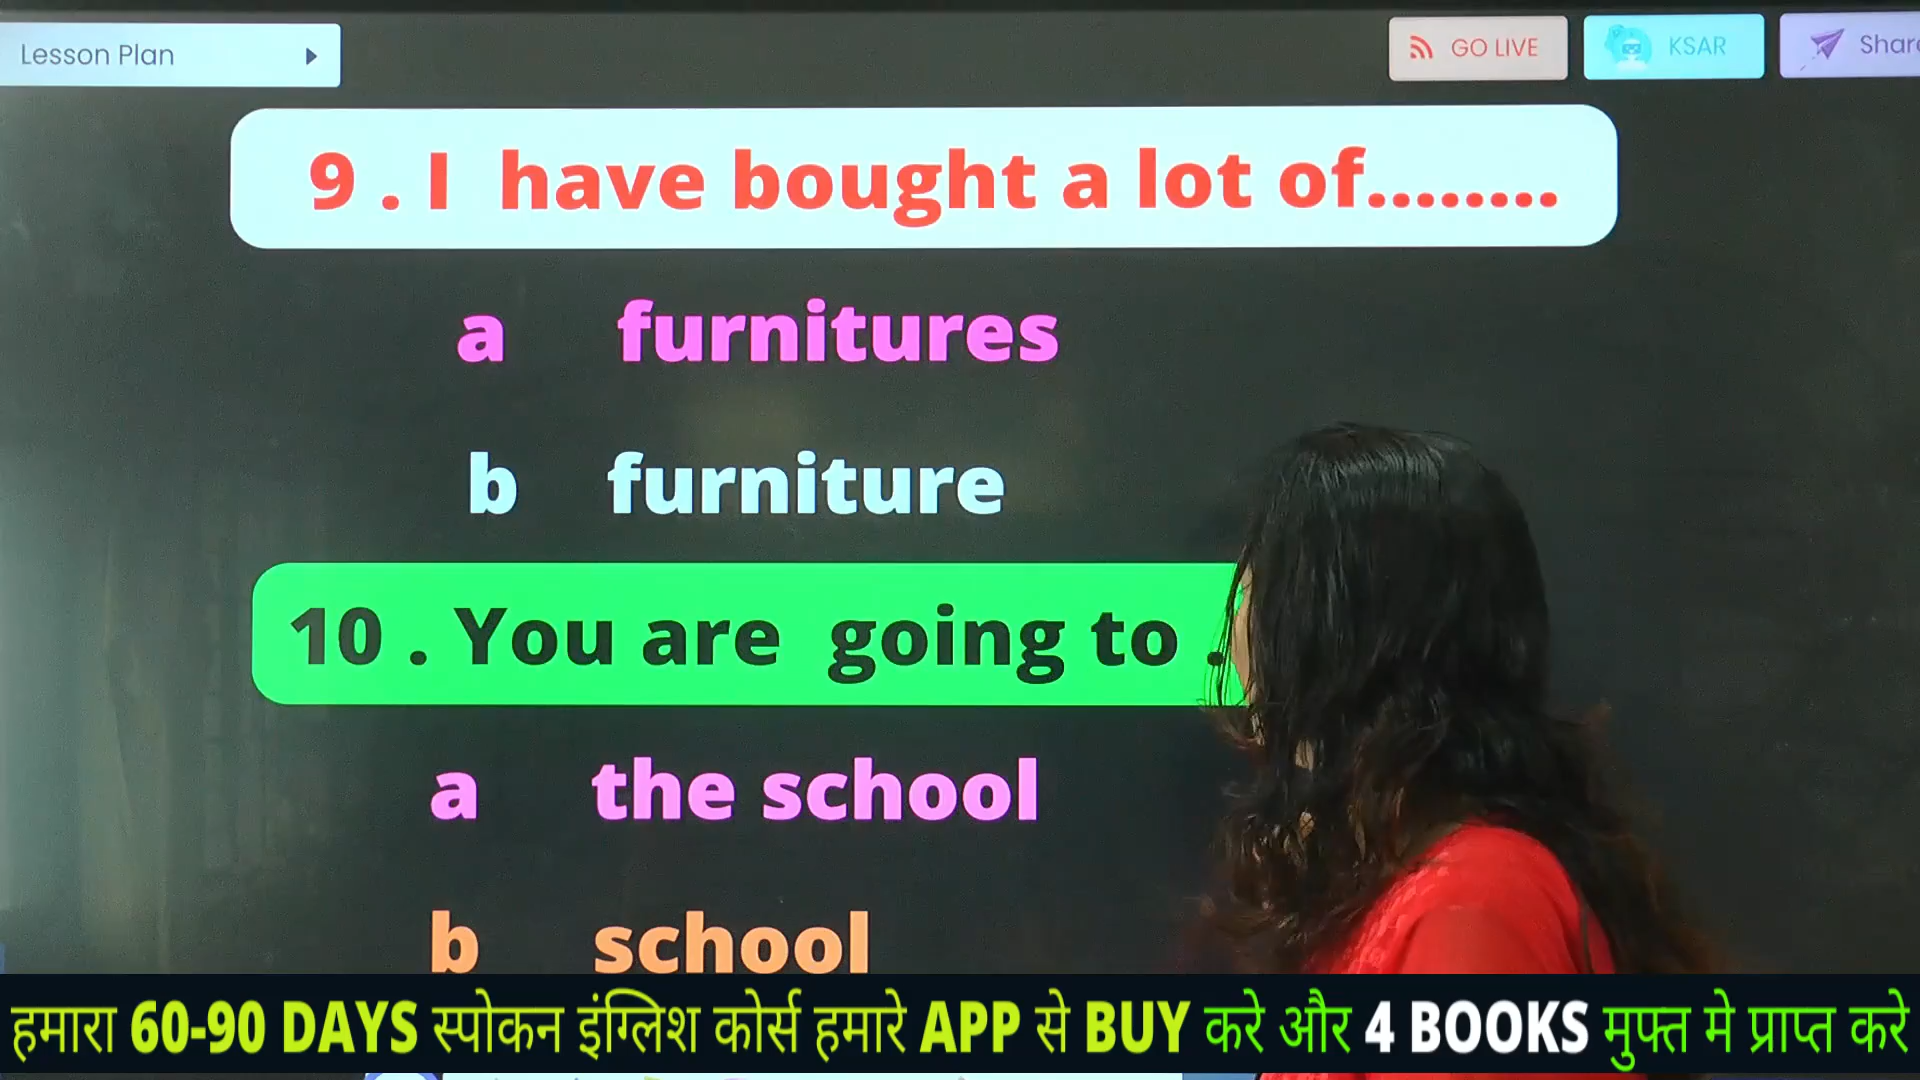 Lesson Plan
GO LIVE
KSAR
Share
9 . I have bought a lot of........
a furnitures
b furniture
10 . You are going to .
a the school
b school
हमारा 60-90 DAYS स्पोकन इंग्लिश कोर्स हमारे APP से BUY करे और 4 BOOKS मुफ्त मे प्राप्त करे